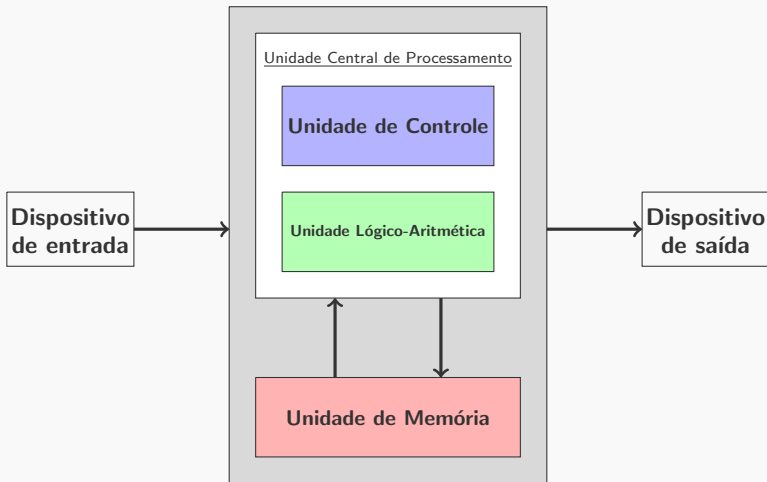 Unidade Central de Processamento
Unidade de Controle
Unidade Lógico-Aritmética
Dispositivo
de entrada
Dispositivo
de saída
Unidade de Memória